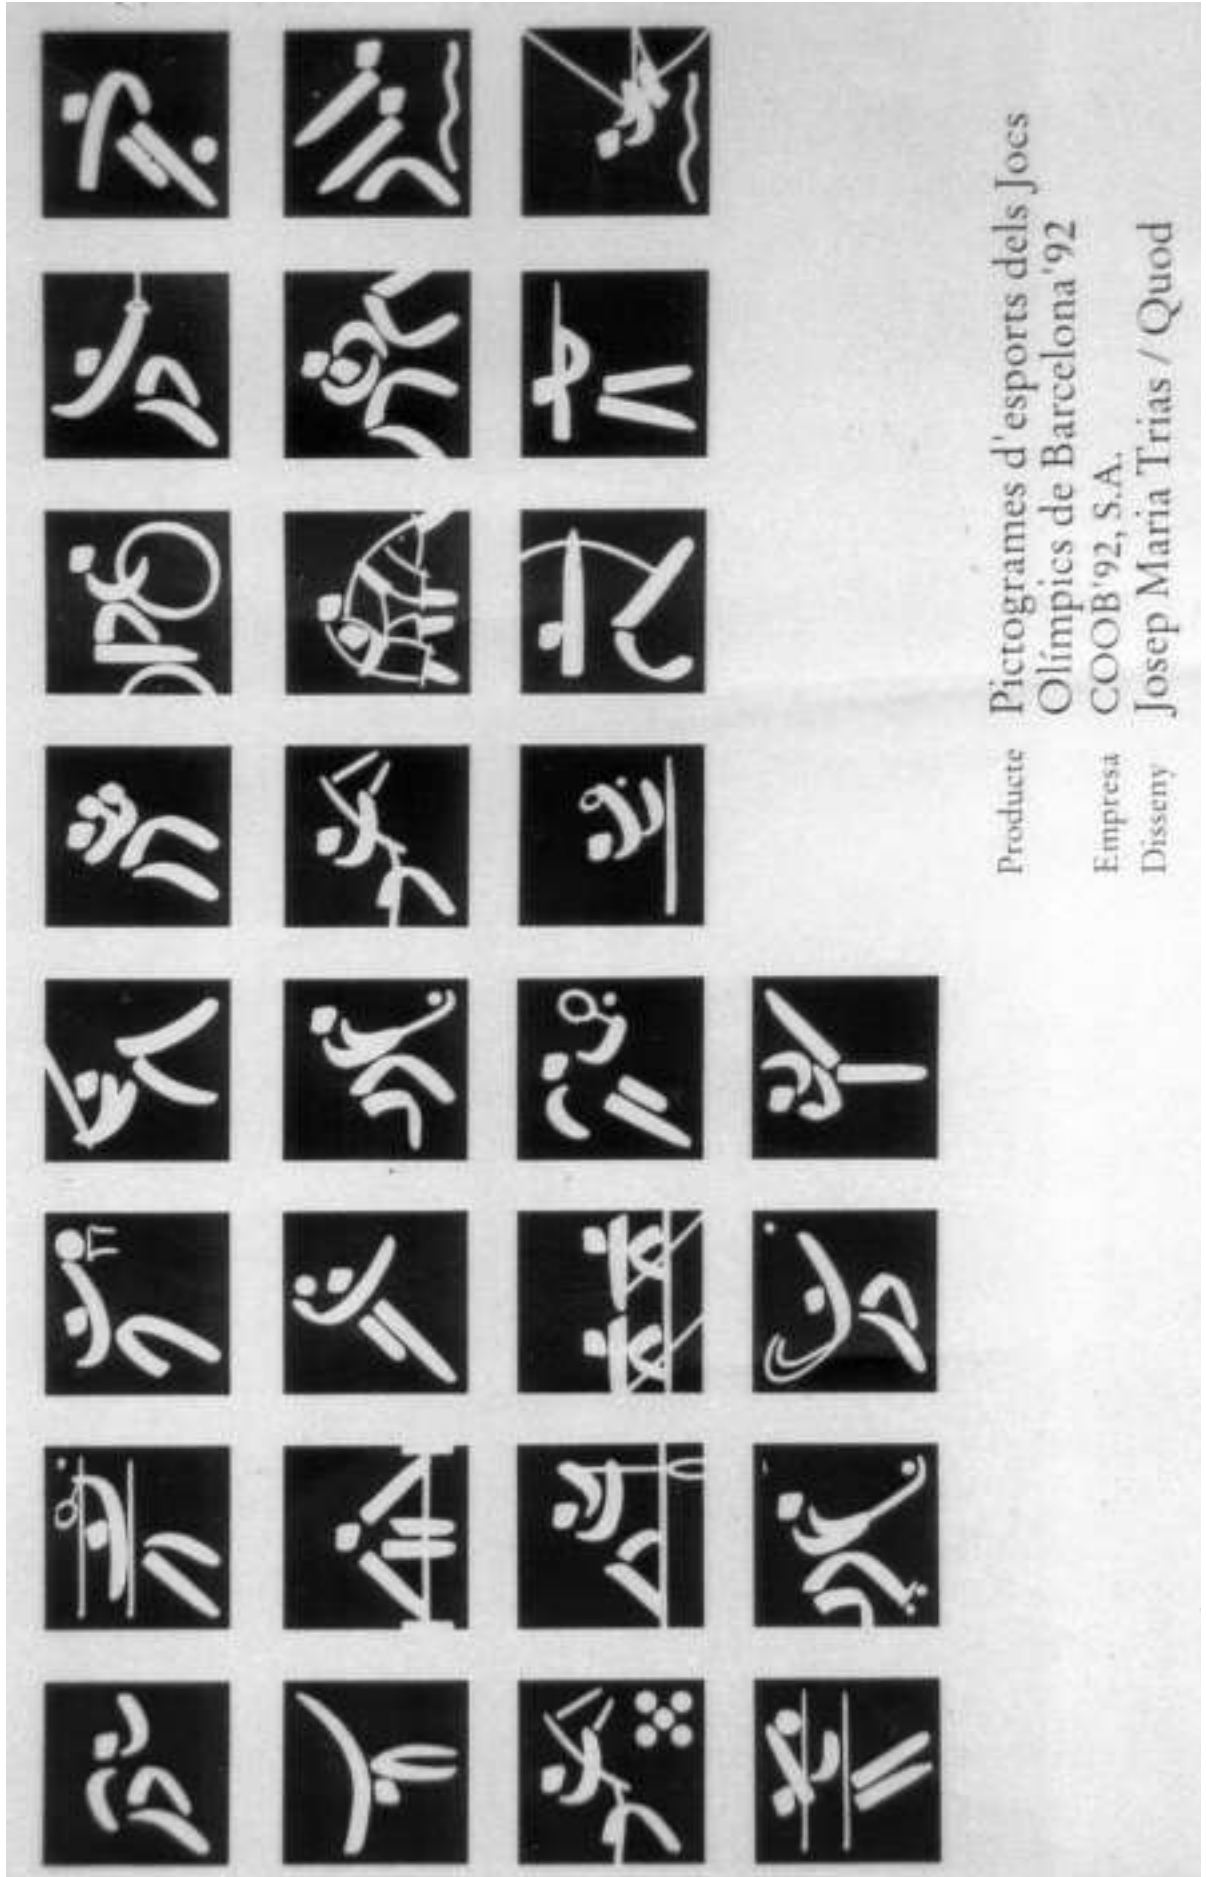 Producte Pictogrames d'esports dels Jocs
Olímpics de Barcelona'92
Empresa COOB'92, S.A.
Disseny Josep Maria Trias / Quod